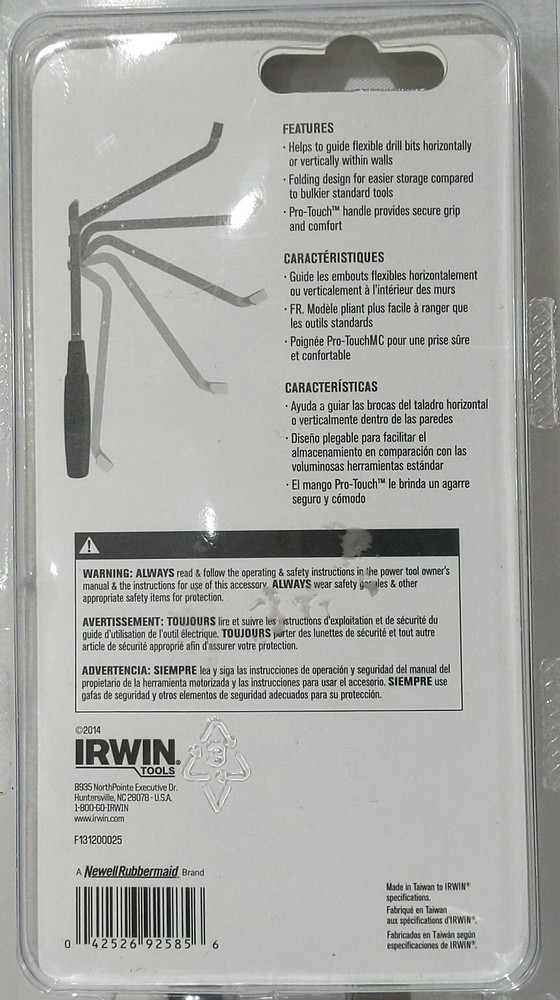 FEATURES
· Helps to guide flexible drill bits horizontally
or vertically within walls
· Folding design for easier storage compared
to bulkier standard tools
· Pro-Touch™ handle provides secure grip
and comfort
CARACTÉRISTIQUES
· Guide les embouts flexibles horizontalement
ou verticalement à l'intérieur des murs
· FR. Modèle pliant plus facile à ranger que
les outils standards
· Poignée Pro-TouchMC pour une prise sûre
et confortable
CARACTERÍSTICAS
· Ayuda a guiar las brocas del taladro horizontal
o verticalmente dentro de las paredes
· Diseño plegable para facilitar el
almacenamiento en comparación con las
voluminosas herramientas estándar
· El mango Pro-Touch™ le brinda un agarre
seguro y cómodo
WARNING: ALWAYS read & follow the operating & safety instructions in the power tool owner's
manual & the instructions for use of this accessory. ALWAYS wear safety & other
appropriate safety items for protection.
AVERTISSEMENT: TOUJOURS lire et suivre les instructions d'exploitation et de sécurité du
guide d'utilisation de l'outil électrique. TOUJOURS porter des lunettes de sécurité et tout autre
article de sécurité approprié afin d'assurer votre protection.
ADVERTENCIA: SIEMPRE lea y siga las instrucciones de operación y seguridad del manual del
propietario de la herramienta motorizada y las instrucciones para usar el accesorio. SIEMPRE use
gafas de seguridad y otros elementos de seguridad adecuados para su protección.
©2014
IRWIN®
TOOLS
8935 NorthPointe Executive Dr.
Huntersville, NC 28078 - U.S.A.
1-800-GO-IRWIN
www.irwin.com
F131200025
A NewellRubbermaid Brand
0 42526 92585 6
Made in Taiwan to IRWIN®
specifications.
Fabriqué en Taiwan
aux spécifications d'IRWIN®.
Fabricados en Taiwán según
especificaciones de IRWIN®.